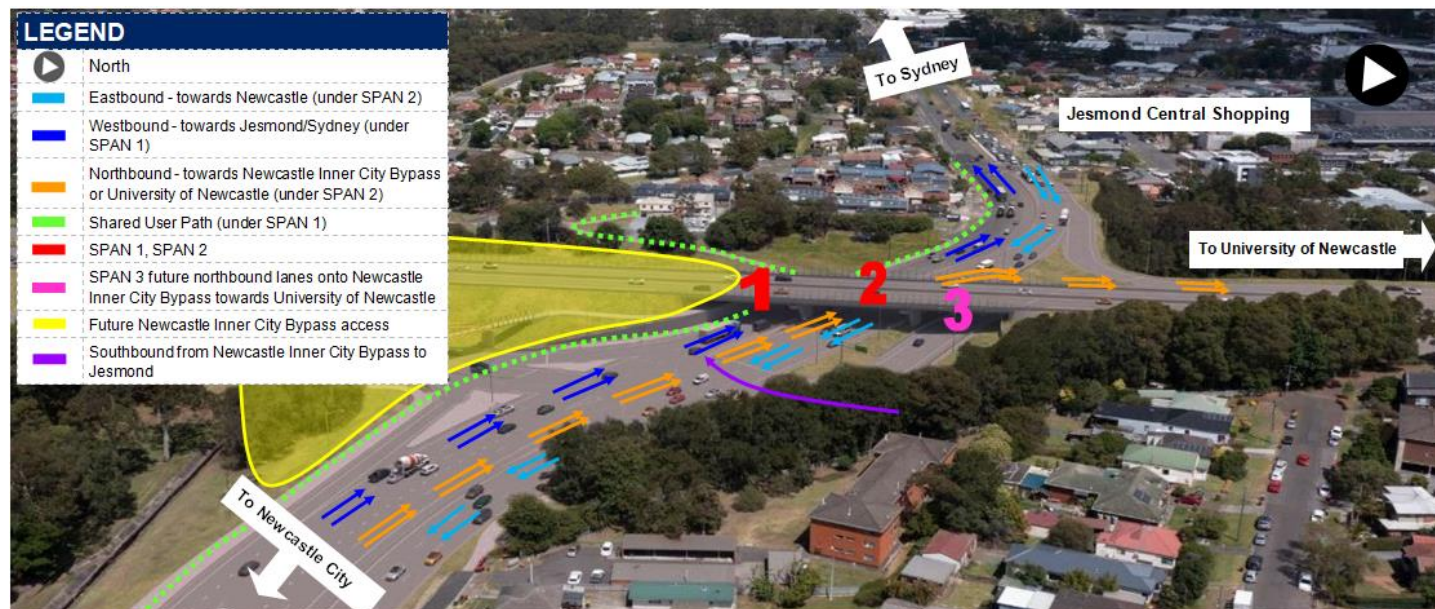 LEGEND
North
Eastbound - towards Newcastle (under SPAN 2)
Westbound - towards Jesmond/Sydney (under
SPAN 1)
Northbound - towards Newcastle Inner City Bypass
or University of Newcastle (under SPAN 2)
Shared User Path (under SPAN 1)
SPAN 1, SPAN 2
SPAN 3 future northbound lanes onto Newcastle
Inner City Bypass towards University of Newcastle
Future Newcastle Inner City Bypass access
Southbound from Newcastle Inner City Bypass to
Jesmond
To Sydney
Jesmond Central Shopping
To University of Newcastle
1
2
3
To Newcastle City